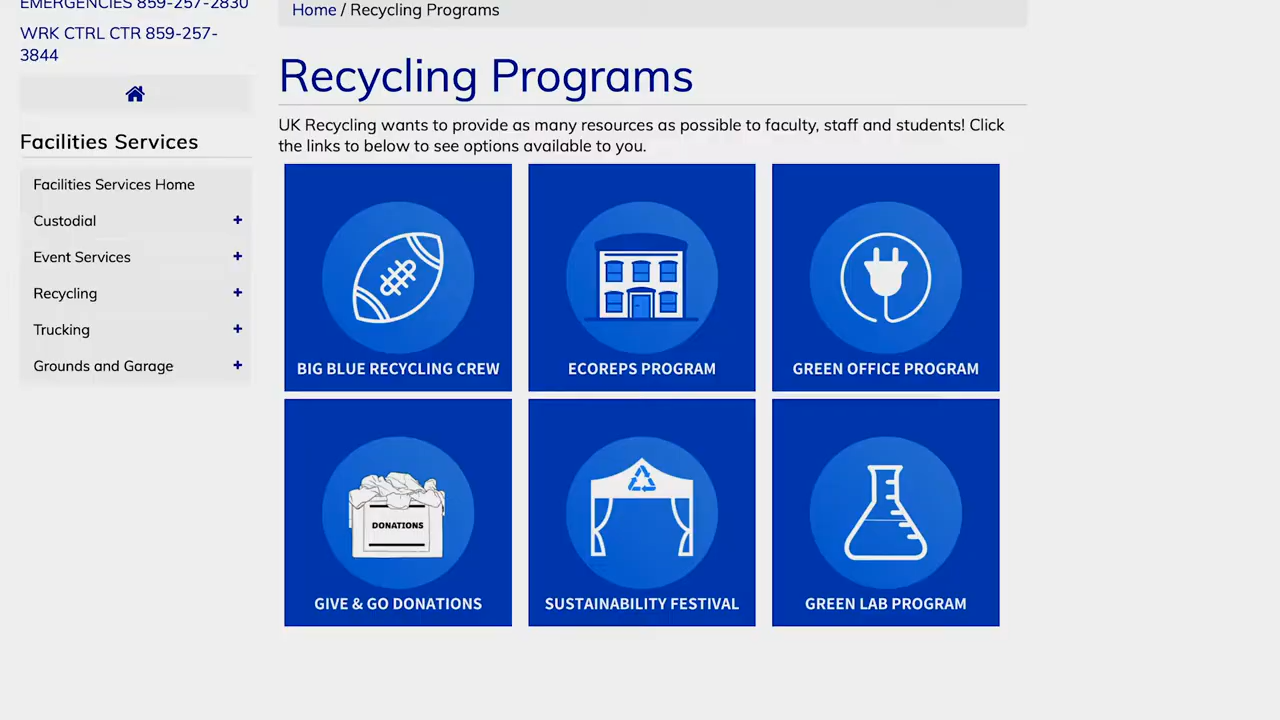 EMERGENCIES 859-257-2830
WRK CTRL CTR 859-257-
3844
Facilities Services
Facilities Services Home
Custodial +
Event Services +
Recycling +
Trucking +
Grounds and Garage +
Home / Recycling Programs
Recycling Programs
UK Recycling wants to provide as many resources as possible to faculty, staff and students! Click
the links to below to see options available to you.
BIG BLUE RECYCLING CREW
ECOREPS PROGRAM
GREEN OFFICE PROGRAM
DONATIONS
GIVE & GO DONATIONS
SUSTAINABILITY FESTIVAL
GREEN LAB PROGRAM